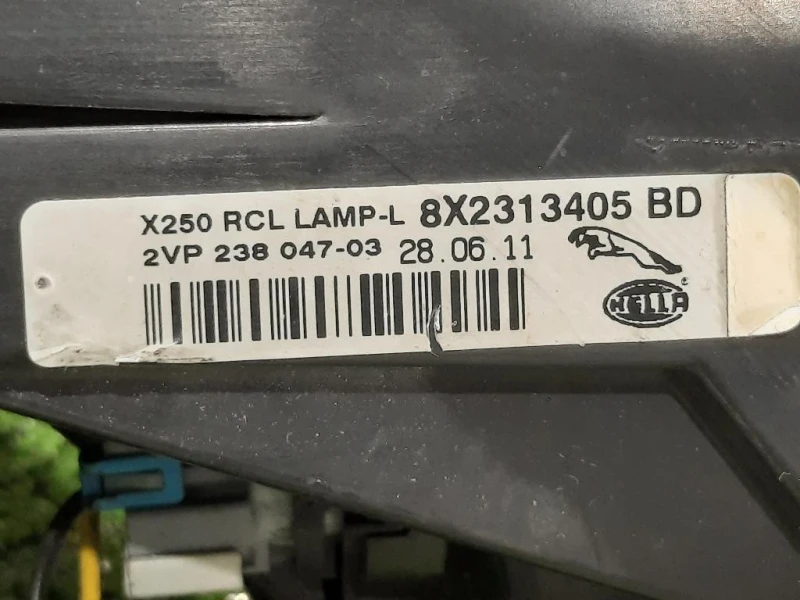 X250 RCL LAMP-L 8X2313405 BD
2VP 238 047-03 28.06.11
HELLA ®